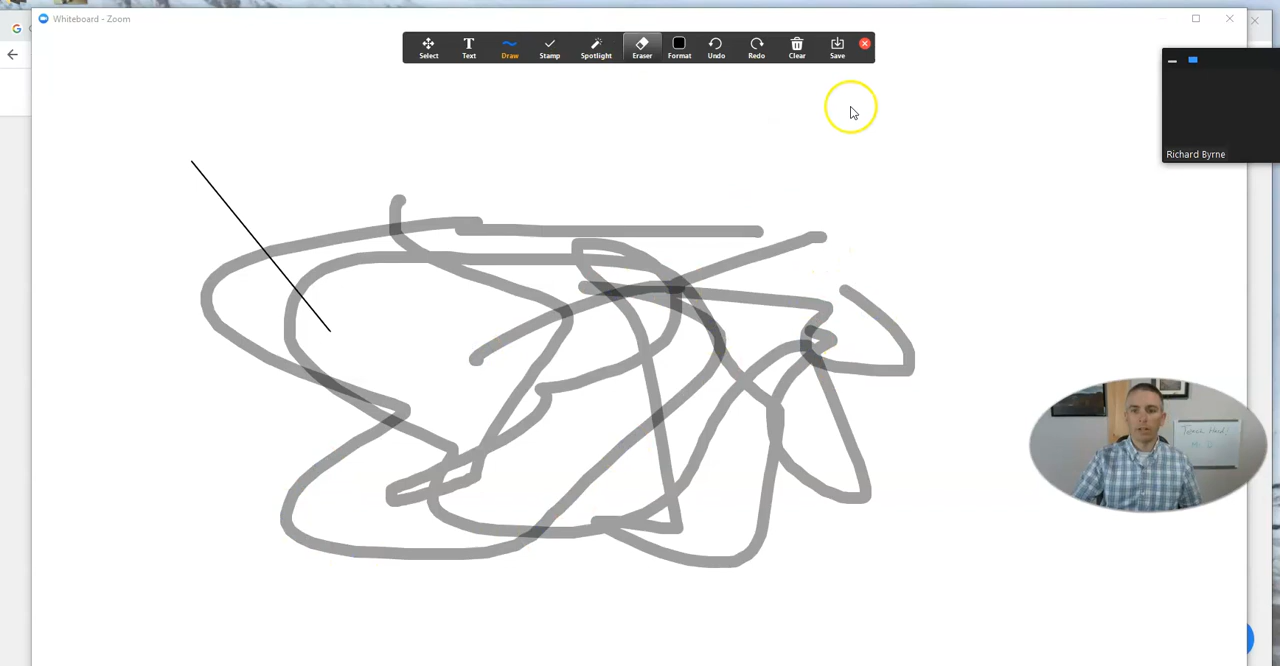 Whiteboard - Zoom
Select
Text
Draw
Stamp
Spotlight
Eraser
Format
Undo
Redo
Clear
Save
Richard Byrne